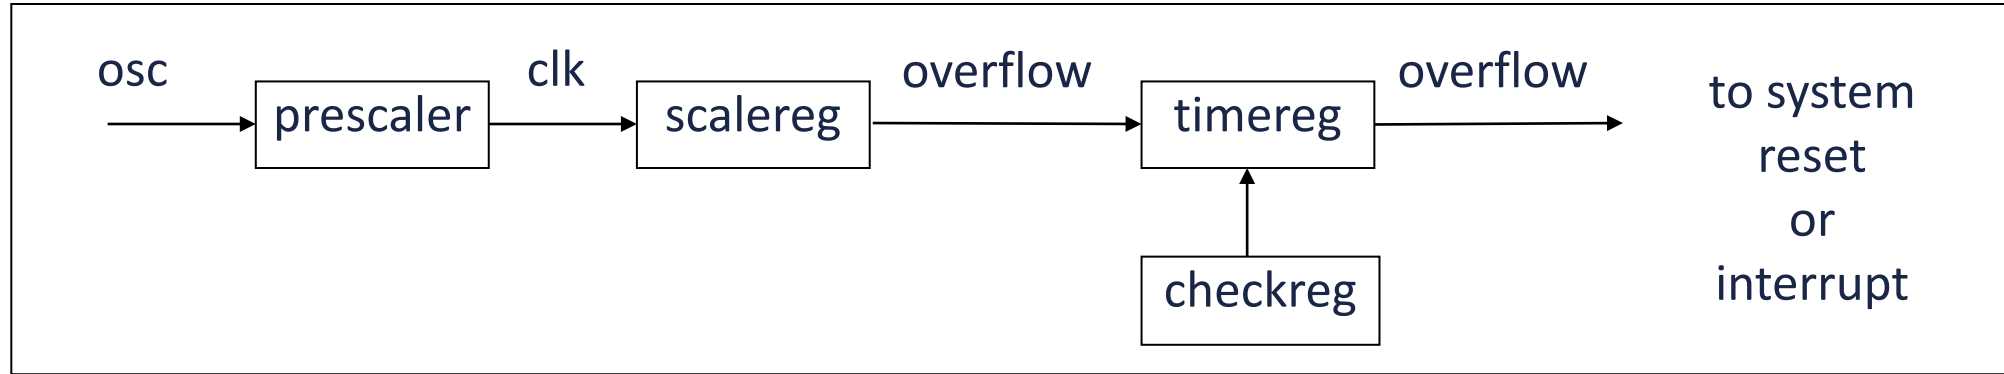 osc
prescaler
clk
scalereg
overflow
timereg
overflow
to system
reset
or
interrupt
checkreg